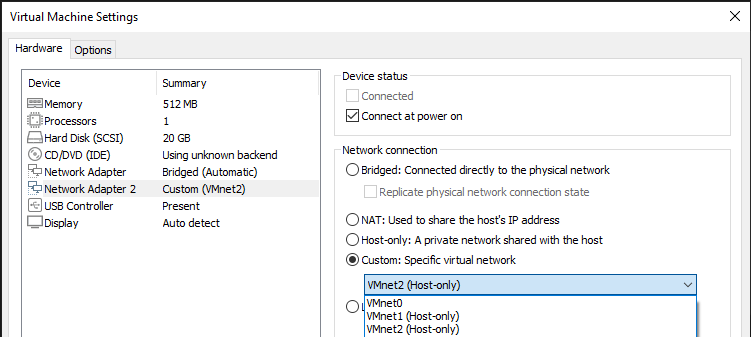 Virtual Machine Settings
Hardware Options
Device Summary
Memory 512 MB
Processors 1
Hard Disk (SCSI) 20 GB
CD/DVD (IDE) Using unknown backend
Network Adapter Bridged (Automatic)
Network Adapter 2 Custom (VMnet2)
USB Controller Present
Display Auto detect
Device status
Connected
Connect at power on
Network connection
Bridged: Connected directly to the physical network
Replicate physical network connection state
NAT: Used to share the host's IP address
Host-only: A private network shared with the host
Custom: Specific virtual network
VMnet2 (Host-only)
VMnet0
VMnet1 (Host-only)
VMnet2 (Host-only)